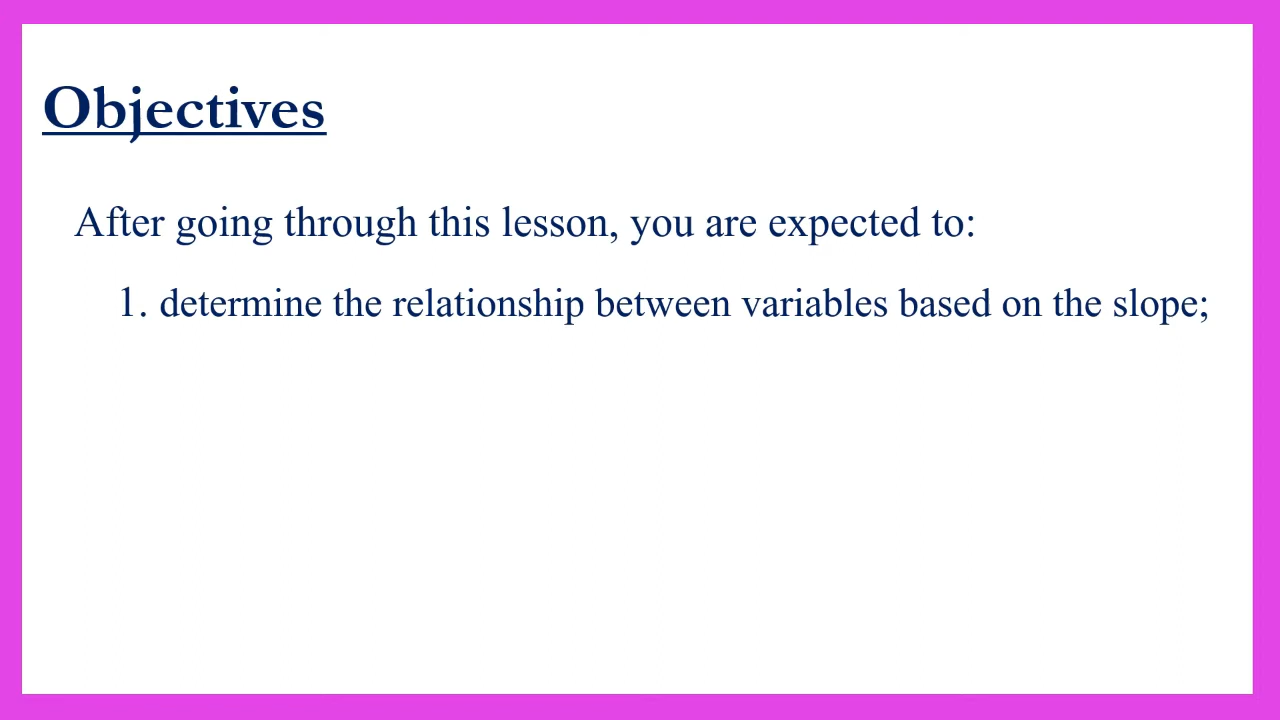 Objectives
After going through this lesson, you are expected to:
1. determine the relationship between variables based on the slope;